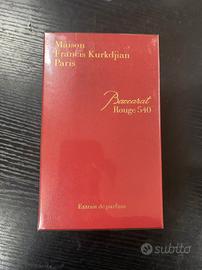 Maison
Francis Kurkdjian
Paris
Baccarat
Rouge 540
Extrait de parfum
subito